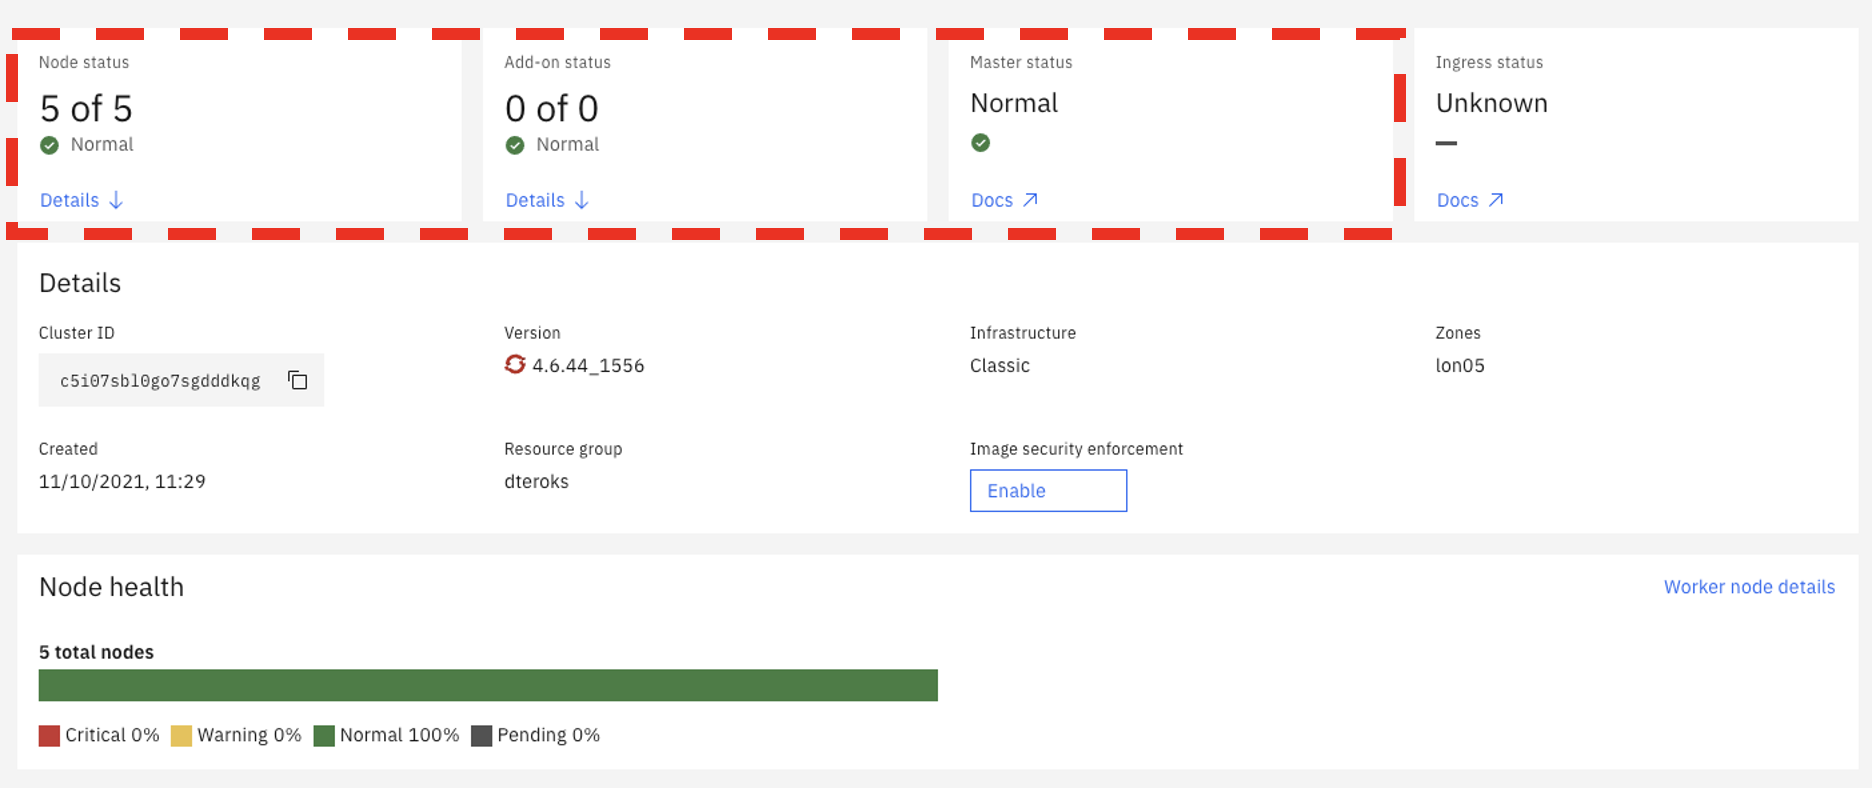 Node status
5 of 5
Normal
Details
Add-on status
0 of 0
Normal
Details
Master status
Normal
Docs
Ingress status
Unknown
Docs
Details
Cluster ID
c5i07sbl0go7sgdddkqg
Version
4.6.44_1556
Infrastructure
Classic
Zones
lon05
Created
11/10/2021, 11:29
Resource group
dteroks
Image security enforcement
Enable
Node health
Worker node details
5 total nodes
Critical 0% Warning 0% Normal 100% Pending 0%